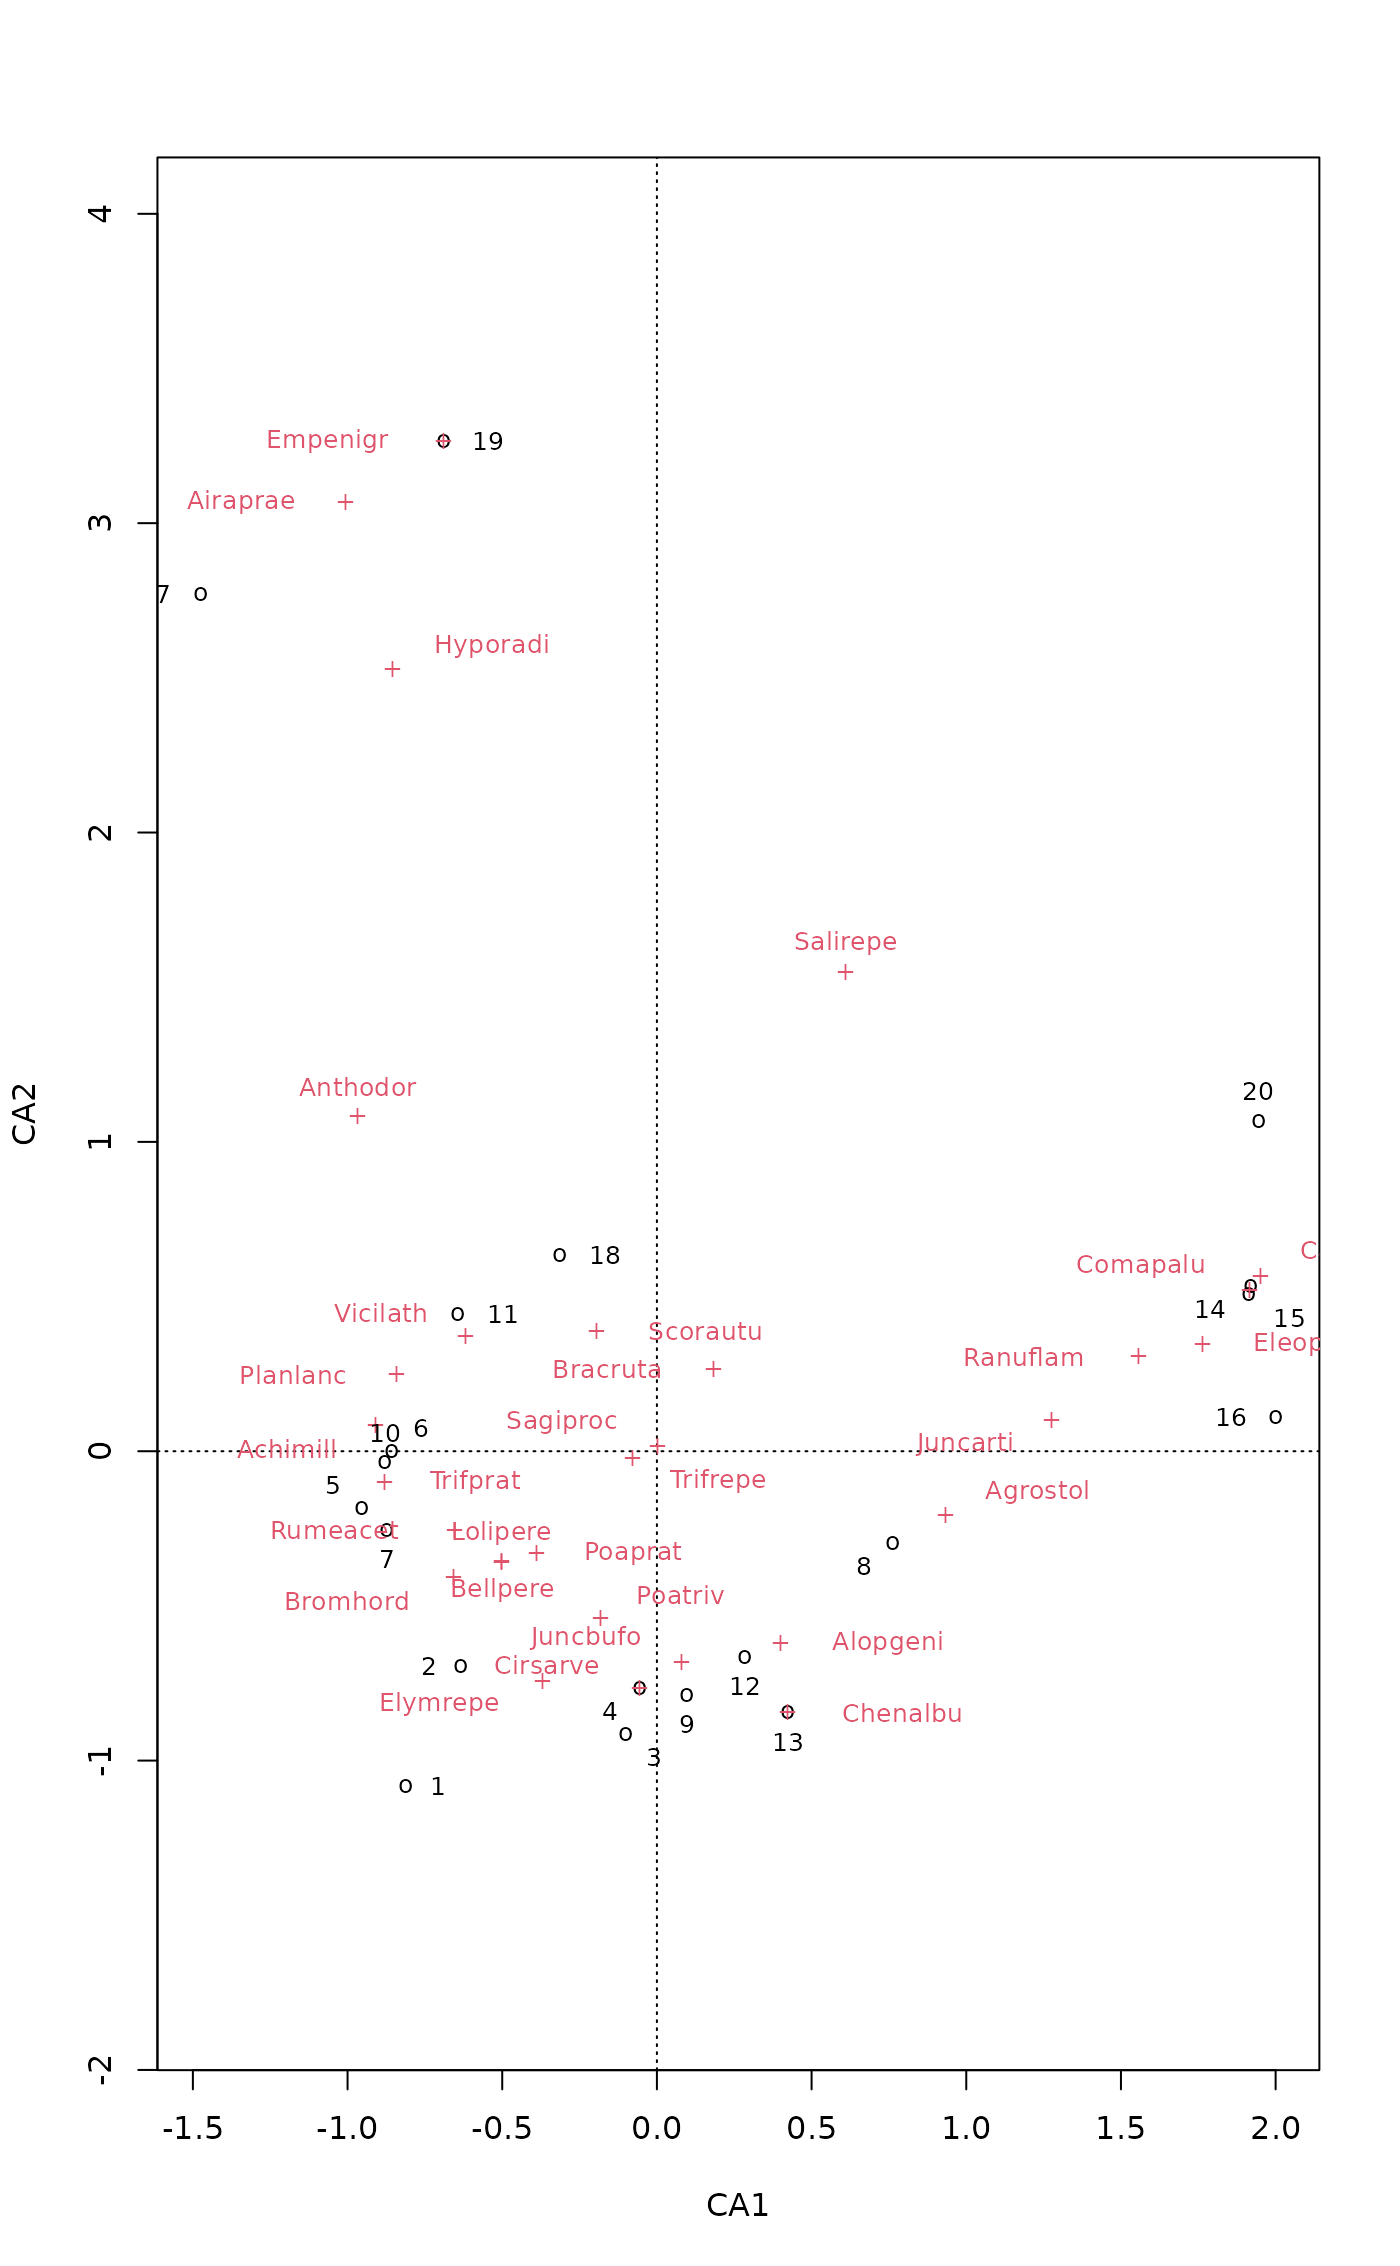 4
Empenigr
19
3
Airaprae
7
Hyporadi
2
Salirepe
Anthodor
20
CA2
1
18
C
Comapalu
Vicilath
11
14
15
Scorautu
Eleop
Ranuflam
Bracruta
Planlanc
Sagiproc
16
10
6
Achimill
0
Juncarti
Trifprat
Trifrepe
5
Agrostol
Rumeacet
Lolipere
7
Poaprat
8
Bellpere
Bromhord
Poatriv
Juncbufo
Alopgeni
2
Cirsarve
12
Elymrepe
4
9
Chenalbu
13
3
-1
1
-2
-1.5 -1.0 -0.5 0.0 0.5 1.0 1.5 2.0
CA1